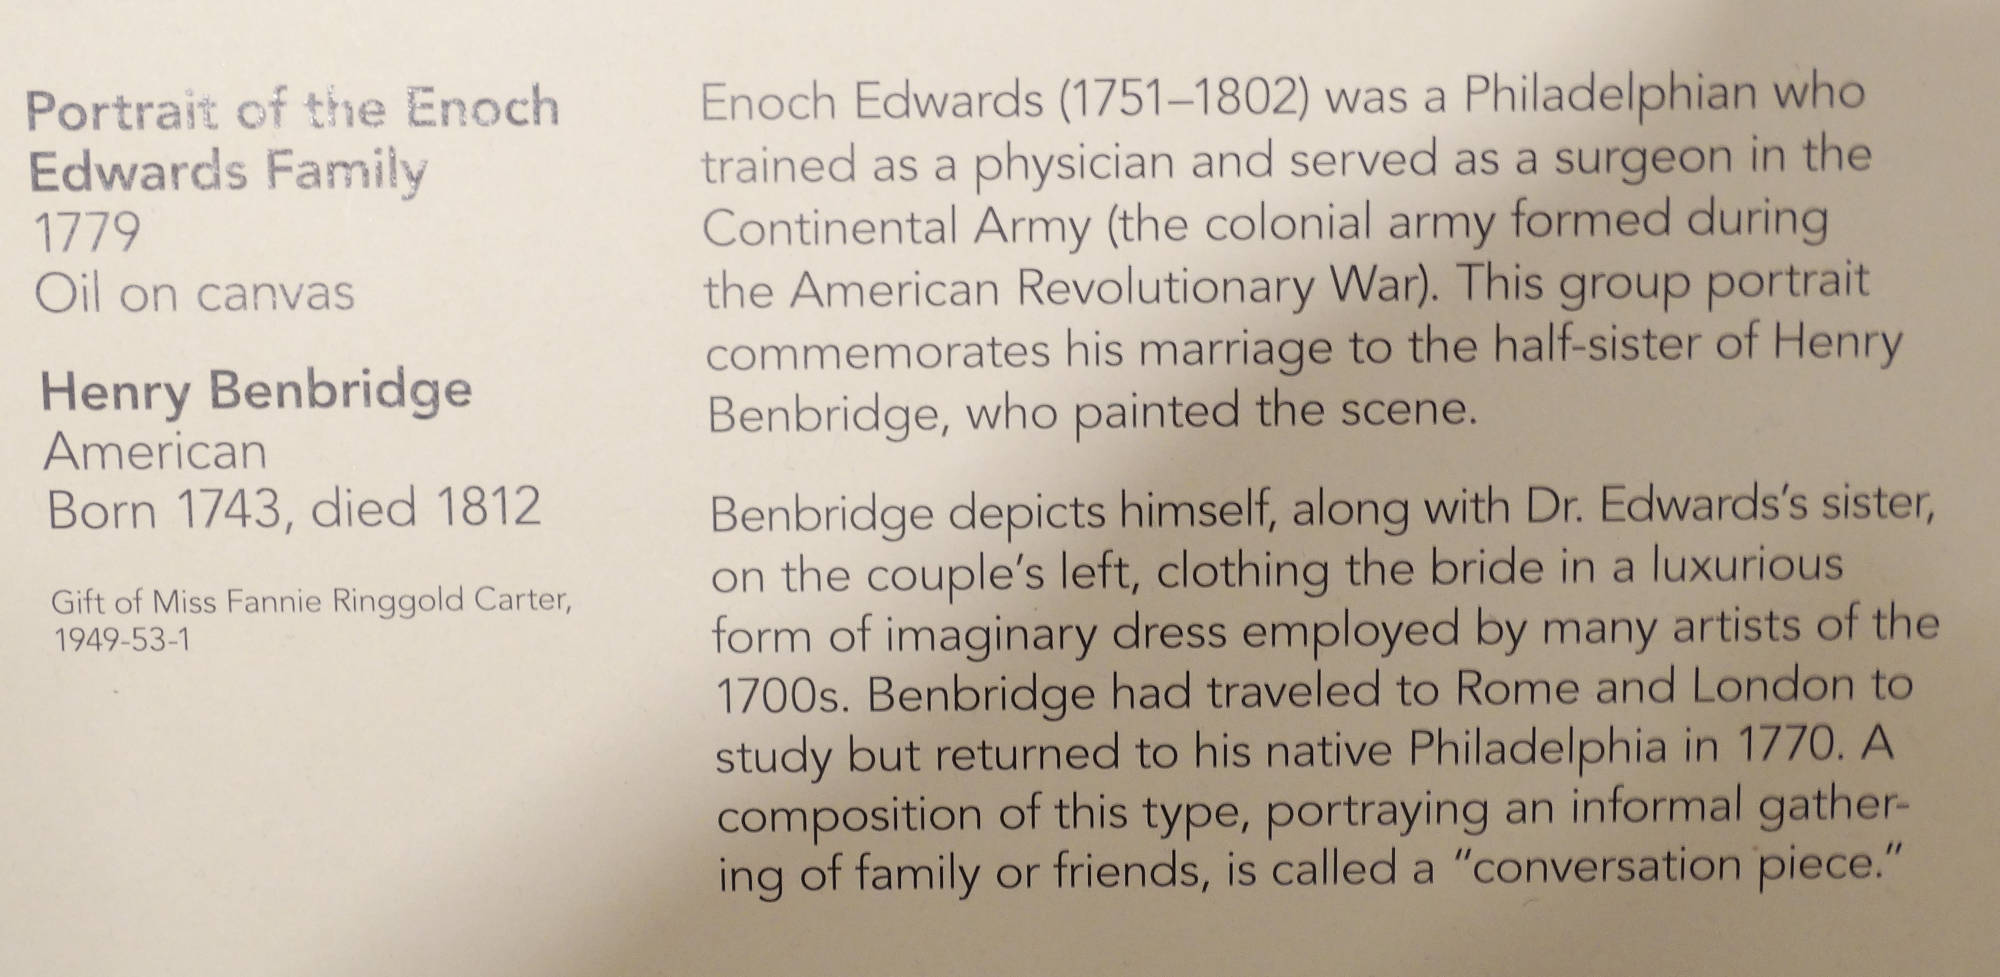 Portrait of the Enoch
Edwards Family
1779
Oil on canvas
Henry Benbridge
American
Born 1743, died 1812
Gift of Miss Fannie Ringgold Carter,
1949-53-1
Enoch Edwards (1751–1802) was a Philadelphian who
trained as a physician and served as a surgeon in the
Continental Army (the colonial army formed during
the American Revolutionary War). This group portrait
commemorates his marriage to the half-sister of Henry
Benbridge, who painted the scene.
Benbridge depicts himself, along with Dr. Edwards’s sister,
on the couple’s left, clothing the bride in a luxurious
form of imaginary dress employed by many artists of the
1700s. Benbridge had traveled to Rome and London to
study but returned to his native Philadelphia in 1770. A
composition of this type, portraying an informal gather-
ing of family or friends, is called a “conversation piece.”